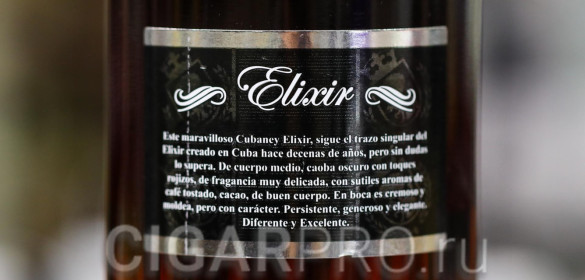 Elixir
Este maravilloso Cubaney Elixir, sigue el trazo singular del
Elixir creado en Cuba hace decenas de años, pero sin dudas
lo supera. De cuerpo medio, caoba oscuro con toques
rojizos, de fragancia muy delicada, con sutiles aromas de
café tostado, cacao, de buen cuerpo. En boca es cremoso y
moldea, pero con carácter. Persistente, generoso y elegante.
Diferente y Excelente.
CIGARPRO.ru